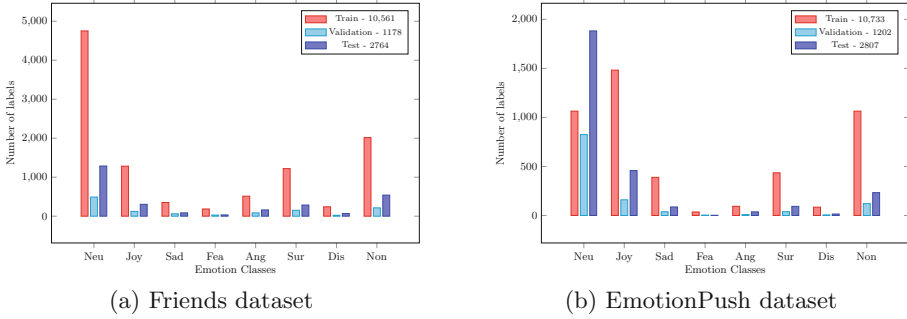 5,000
4,000
3,000
2,000
1,000
0
Number of labels
Train - 10,561
Validation - 1178
Test - 2764
Neu Joy Sad Fea Ang Sur Dis Non
Emotion Classes
(a) Friends dataset
2,000
1,500
1,000
500
0
Number of labels
Train - 10,733
Validation - 1202
Test - 2807
Neu Joy Sad Fea Ang Sur Dis Non
Emotion Classes
(b) EmotionPush dataset